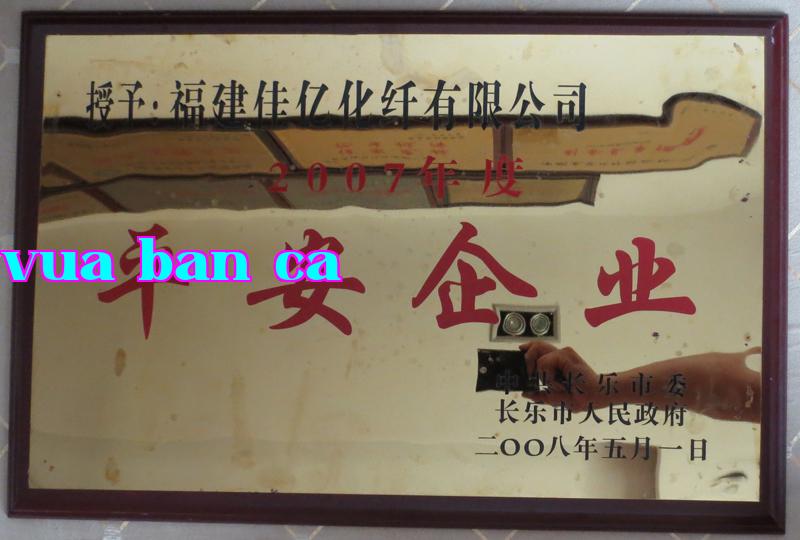 授予：福建佳亿化纤有限公司
2007年度
平安企业
vua ban ca
中共长乐市委
长乐市人民政府
二OO八年五月一日